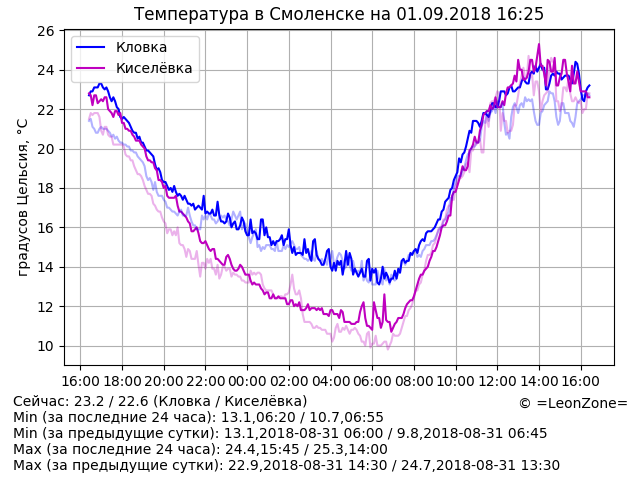 Температура в Смоленске на 01.09.2018 16:25
градусов Цельсия, °C
26
24
22
20
18
16
14
12
10
Кловка
Киселёвка
16:00 18:00 20:00 22:00 00:00 02:00 04:00 06:00 08:00 10:00 12:00 14:00 16:00
Сейчас: 23.2 / 22.6 (Кловка / Киселёвка)
© =LeonZone=
Min (за последние 24 часа): 13.1,06:20 / 10.7,06:55
Min (за предыдущие сутки): 13.1,2018-08-31 06:00 / 9.8,2018-08-31 06:45
Max (за последние 24 часа): 24.4,15:45 / 25.3,14:00
Max (за предыдущие сутки): 22.9,2018-08-31 14:30 / 24.7,2018-08-31 13:30